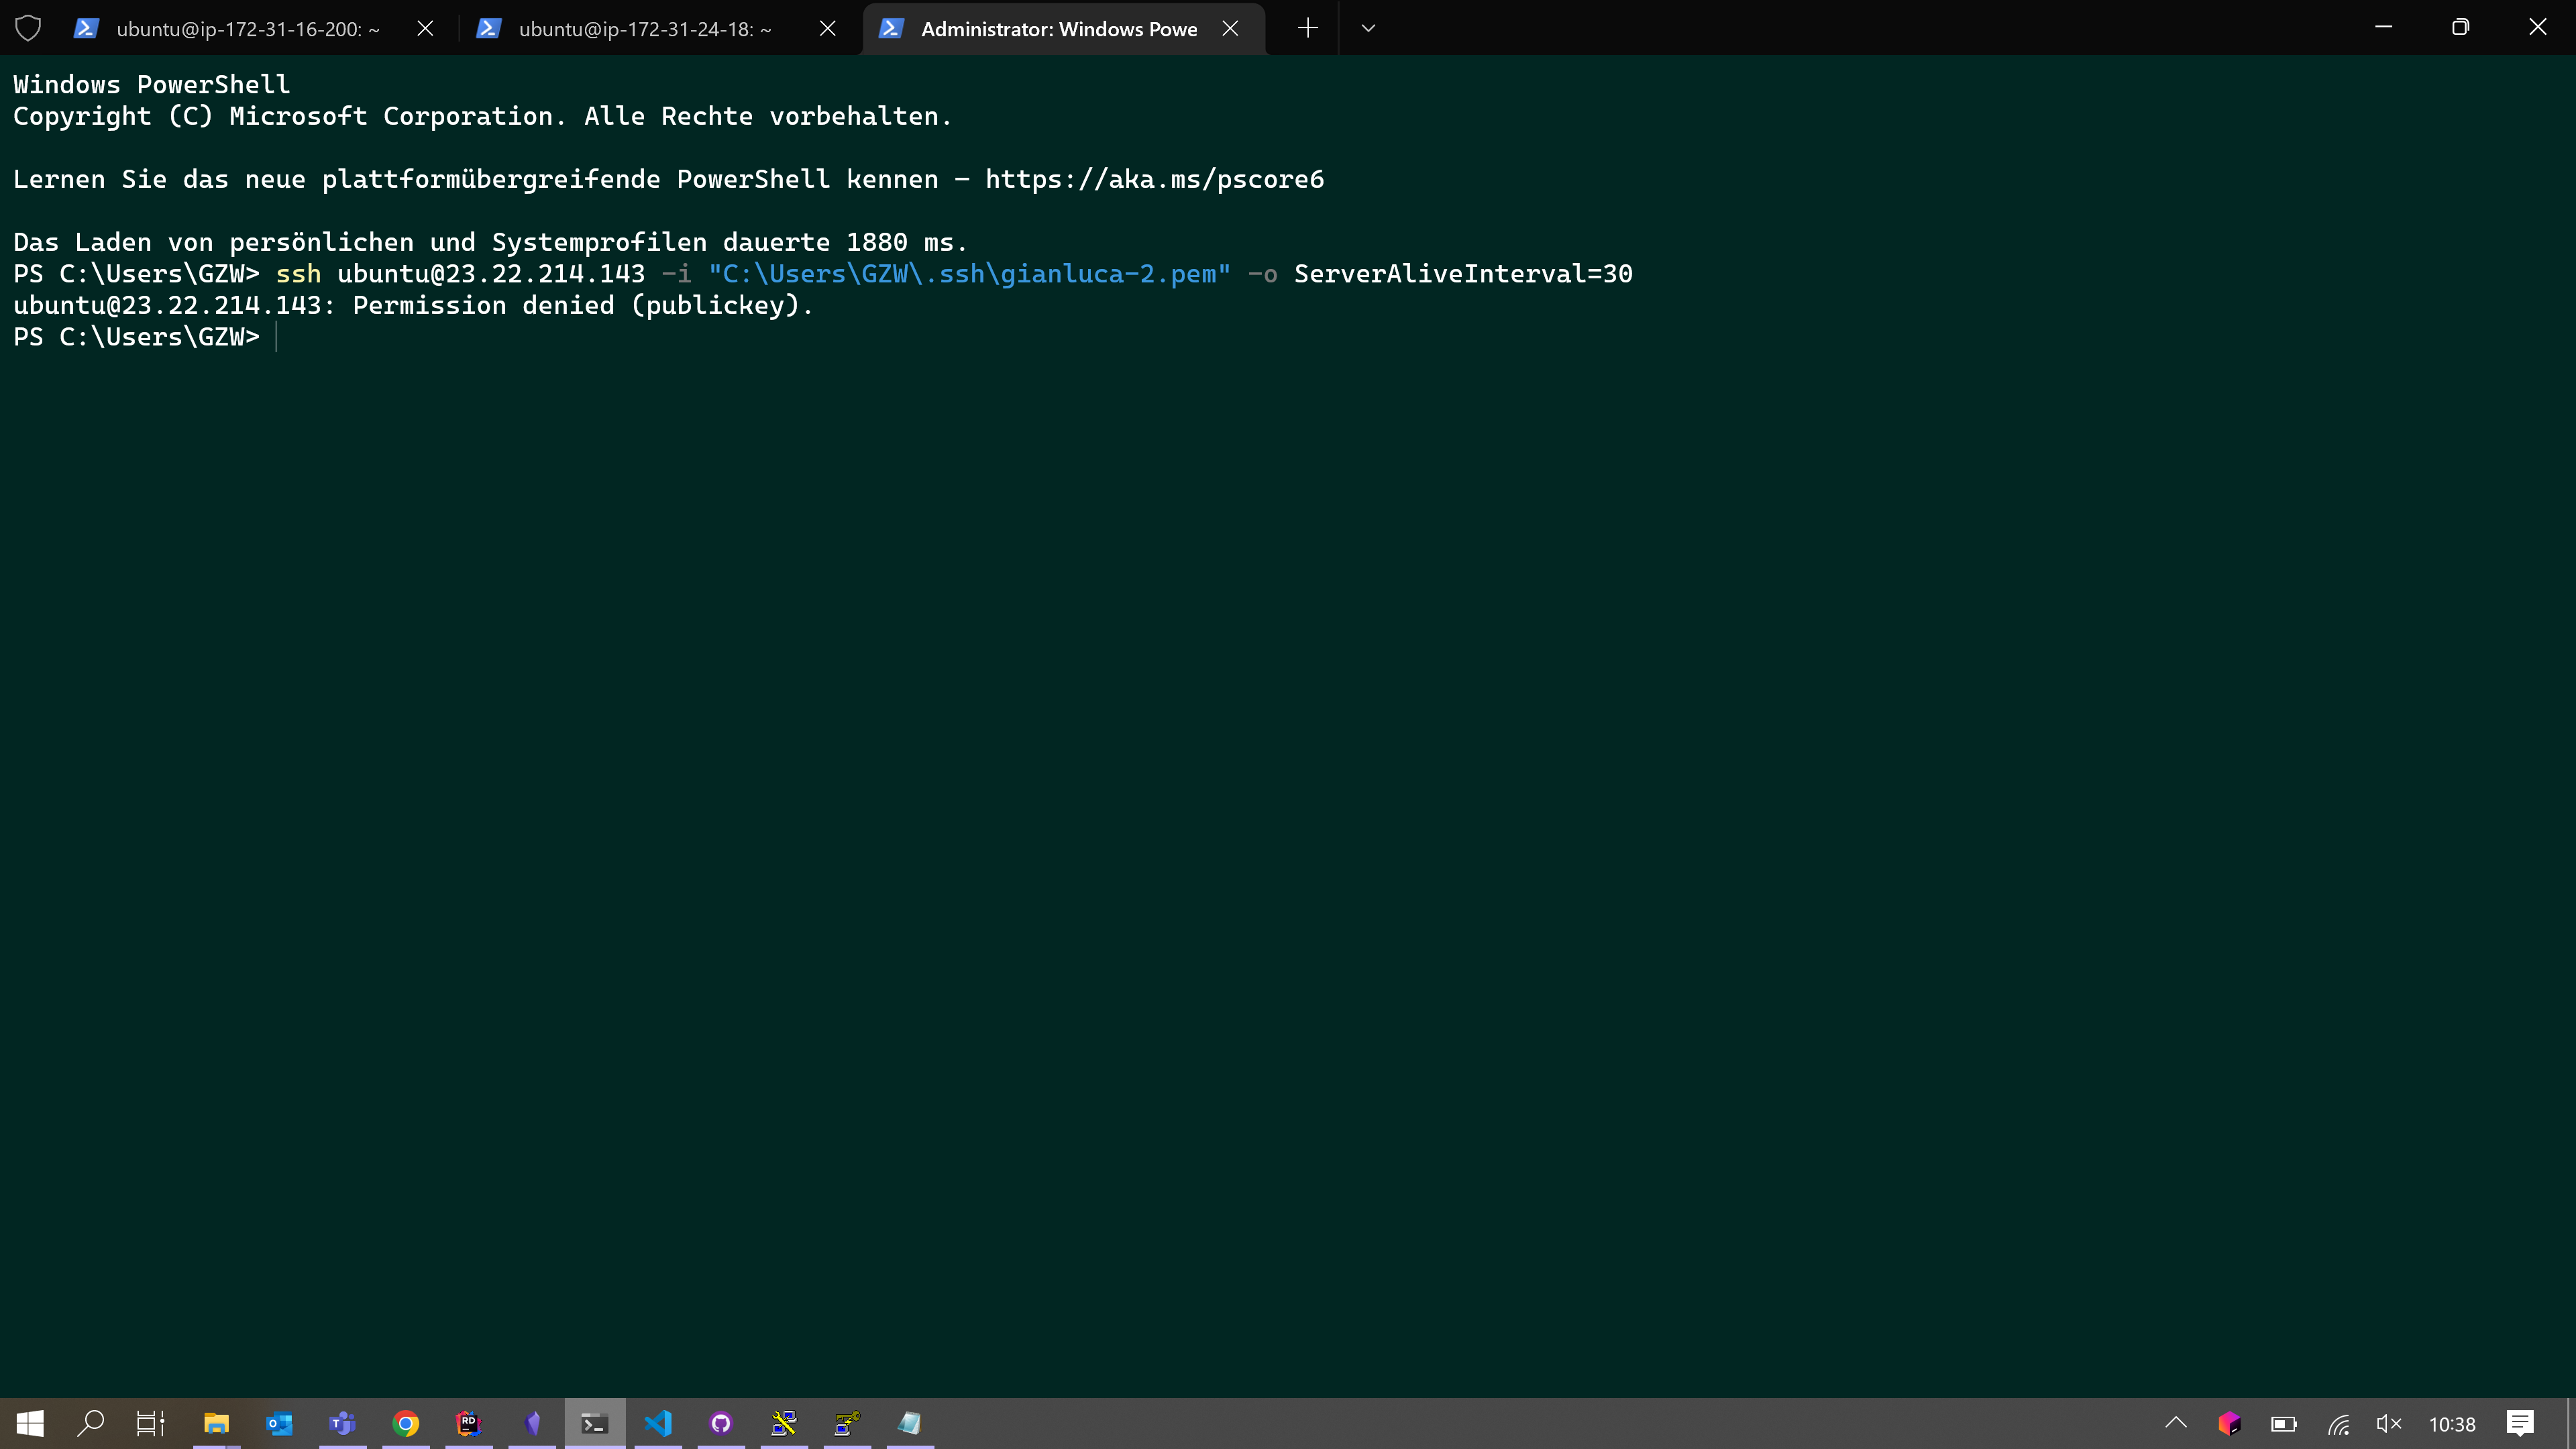 ubuntu@ip-172-31-16-200: ~
ubuntu@ip-172-31-24-18: ~
Administrator: Windows Powe
Windows PowerShell
Copyright (C) Microsoft Corporation. Alle Rechte vorbehalten.
Lernen Sie das neue plattformübergreifende PowerShell kennen – https://aka.ms/pscore6
Das Laden von persönlichen und Systemprofilen dauerte 1880 ms.
PS C:\Users\GZW> ssh ubuntu@23.22.214.143 -i "C:\Users\GZW\.ssh\gianluca-2.pem" -o ServerAliveInterval=30
ubuntu@23.22.214.143: Permission denied (publickey).
PS C:\Users\GZW>
10:38